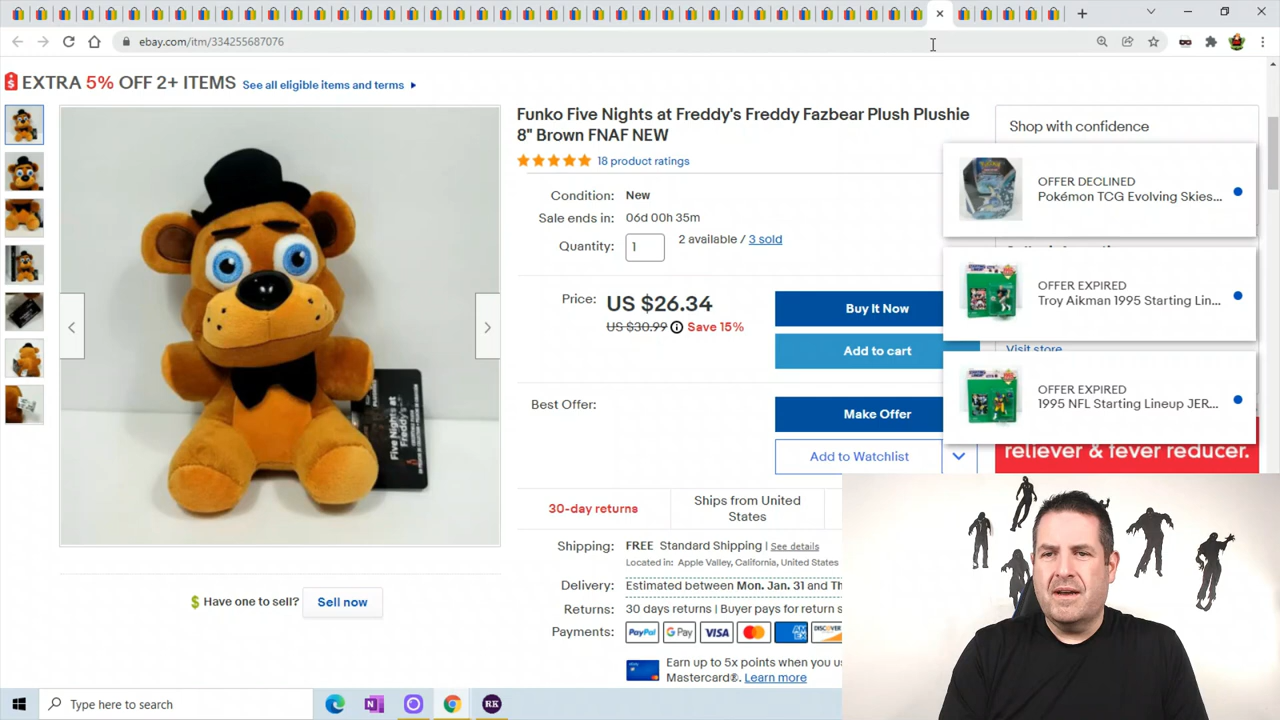 ebay.com/itm/334255687076
EXTRA 5% OFF 2+ ITEMS See all eligible items and terms
Funko Five Nights at Freddy's Freddy Fazbear Plush Plushie
8" Brown FNAF NEW
18 product ratings
Condition: New
Sale ends in: 06d 00h 35m
Quantity: 1 2 available / 3 sold
Price: US $26.34
US $30.99 Save 15%
Buy It Now
Add to cart
Best Offer:
Make Offer
Add to Watchlist
30-day returns
Ships from United
States
Shipping: FREE Standard Shipping | See details
Located in: Apple Valley, California, United States
Delivery: Estimated between Mon. Jan. 31 and Th
Returns: 30 days returns | Buyer pays for return s
Payments: PayPal G Pay VISA DISCOVER
Earn up to 5x points when you us
Mastercard®. Learn more
Shop with confidence
OFFER DECLINED
Pokémon TCG Evolving Skies...
OFFER EXPIRED
Troy Aikman 1995 Starting Lin...
Visit store
OFFER EXPIRED
1995 NFL Starting Lineup JER...
reliever & fever reducer.
Five Nights
at
Freddy's
Have one to sell? Sell now
Type here to search
RK